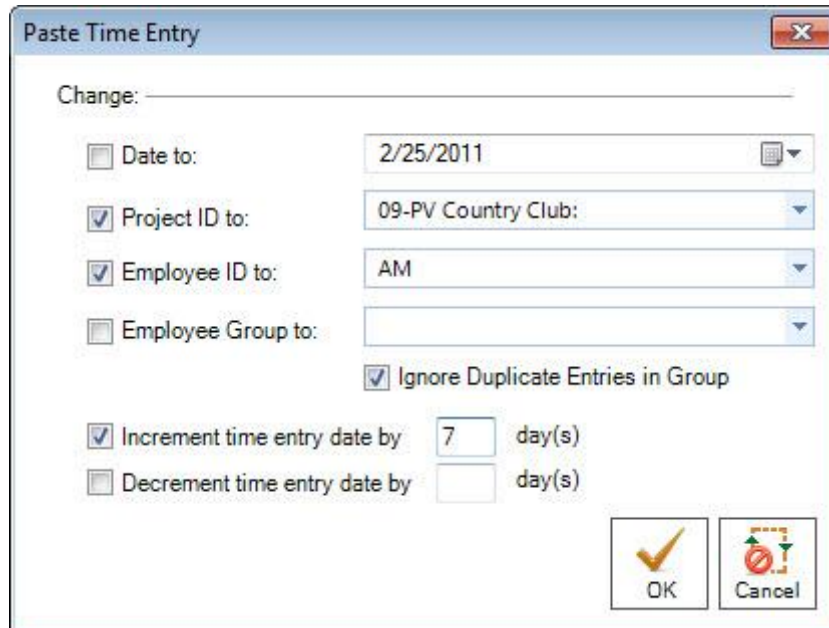 Paste Time Entry
Change:
Date to: 2/25/2011
Project ID to: 09-PV Country Club:
Employee ID to: AM
Employee Group to:
Ignore Duplicate Entries in Group
Increment time entry date by 7 day(s)
Decrement time entry date by day(s)
OK Cancel